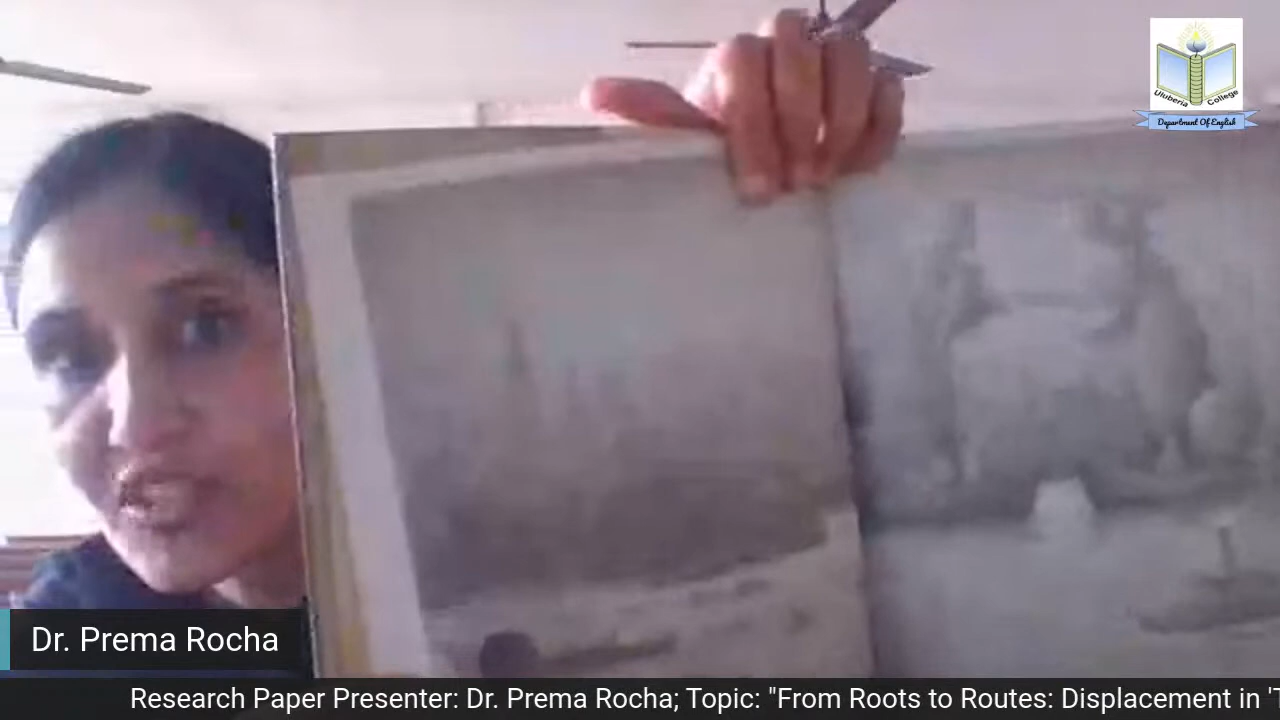 Uluberia College
Department Of English
Dr. Prema Rocha
Research Paper Presenter: Dr. Prema Rocha; Topic: "From Roots to Routes: Displacement in 'T